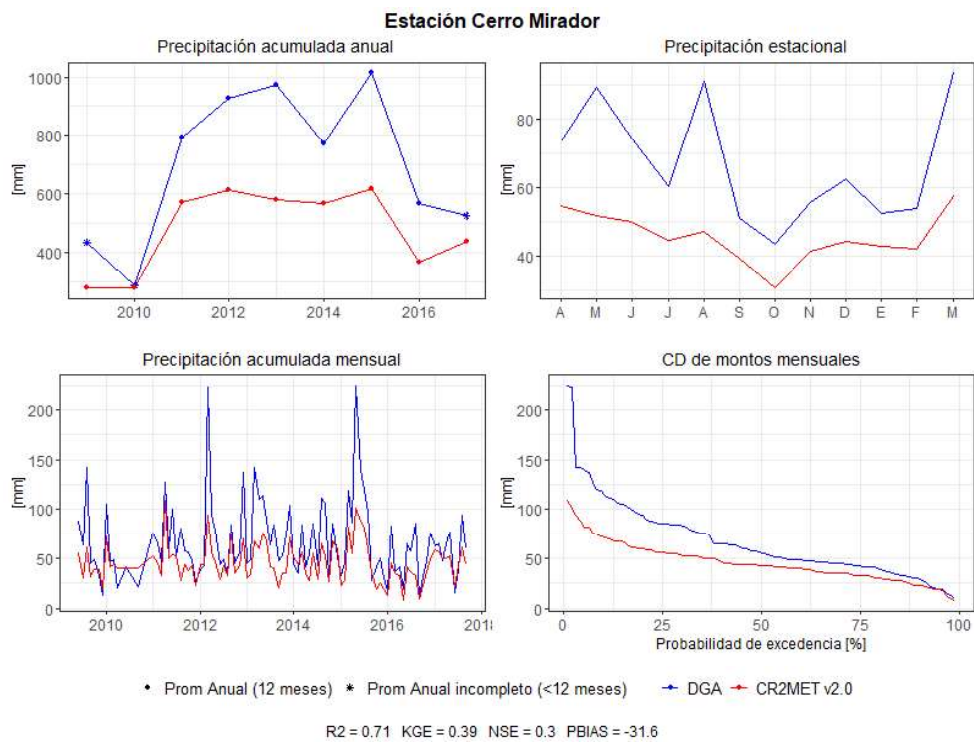 Estación Cerro Mirador
Precipitación acumulada anual
Precipitación estacional
[mm]
1000
800
600
400
2010
2012
2014
2016
[mm]
80
60
40
A M J J A S O N D E F M
Precipitación acumulada mensual
CD de montos mensuales
[mm]
200
150
100
50
0
2010
2012
2014
2016
2018
[mm]
200
150
100
50
0
0
25
50
75
100
Probabilidad de excedencia [%]
Prom Anual (12 meses)
Prom Anual incompleto (<12 meses)
DGA
CR2MET v2.0
R2 = 0.71 KGE = 0.39 NSE = 0.3 PBIAS = -31.6